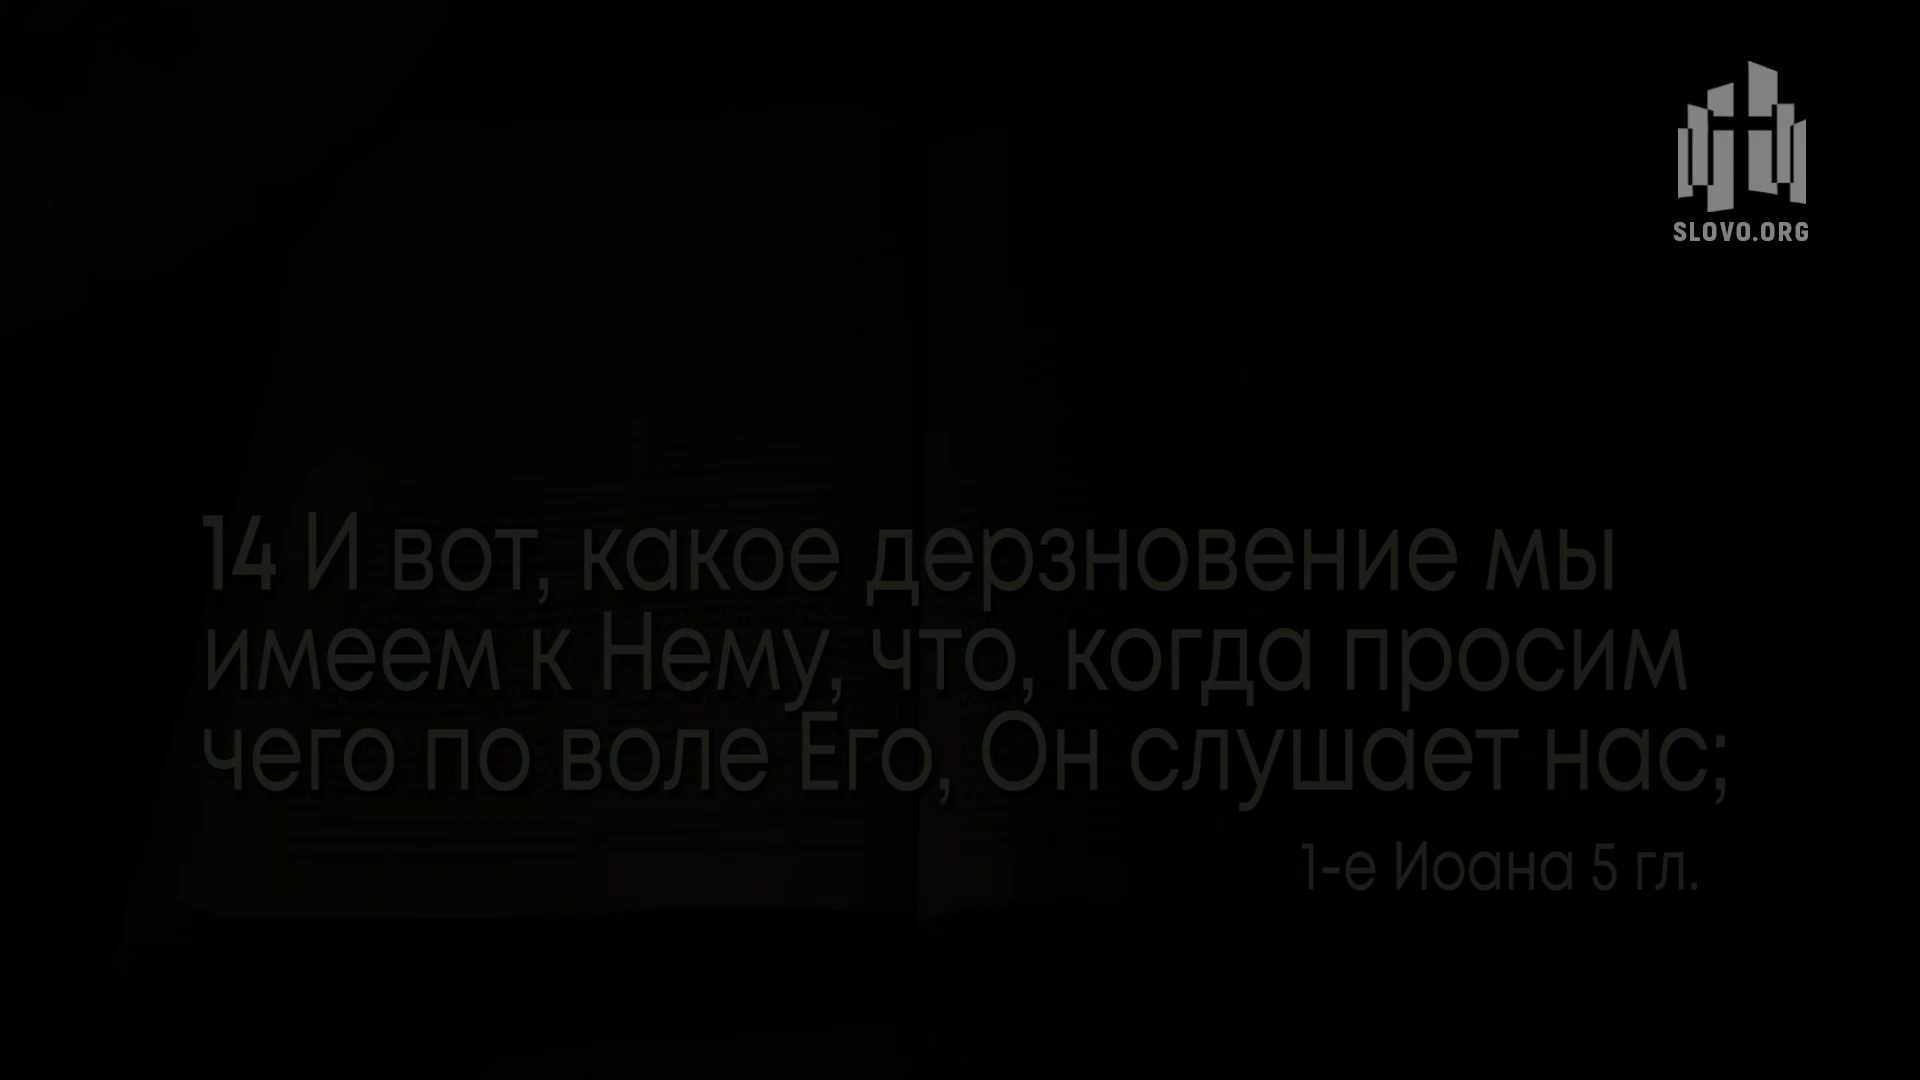 SLOVO.ORG
14 И вот, какое дерзновение мы
имеем к Нему, что, когда просим
чего по воле Его, Он слушает нас;
1-е Иоана 5 гл.